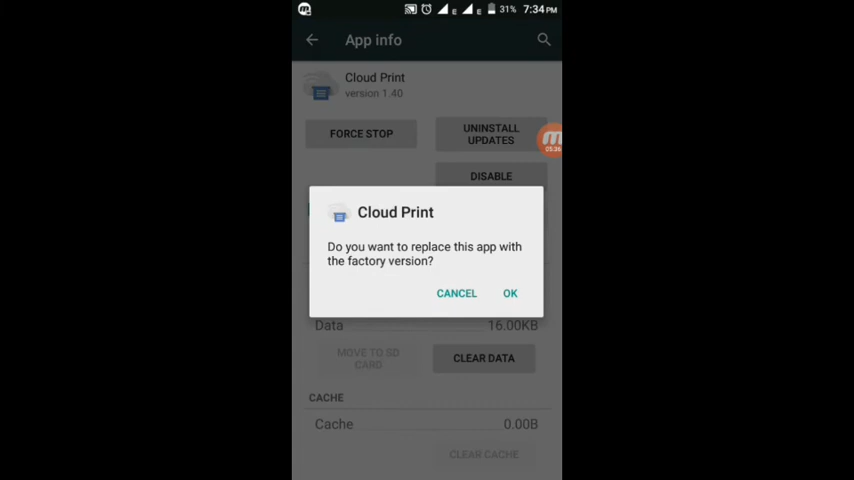 E E 31% 7:34 PM
App info
Cloud Print
version 1.40
FORCE STOP
UNINSTALL
UPDATES
05:36
DISABLE
Cloud Print
Do you want to replace this app with
the factory version?
CANCEL OK
Data 16.00KB
MOVE TO SD
CARD
CLEAR DATA
CACHE
Cache 0.00B
CLEAR CACHE